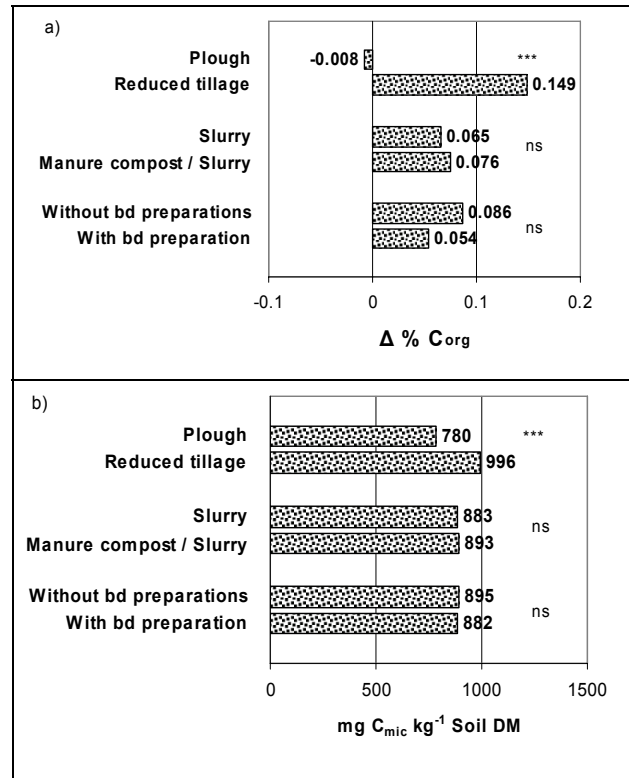 a)
Plough -0.008 ***
Reduced tillage 0.149
Slurry 0.065
ns
Manure compost / Slurry 0.076
Without bd preparations 0.086
ns
With bd preparation 0.054
-0.1 0 0.1 0.2
Δ % Corg
b)
Plough 780 ***
Reduced tillage 996
Slurry 883
ns
Manure compost / Slurry 893
Without bd preparations 895
ns
With bd preparation 882
0 500 1000 1500
mg Cmic kg⁻¹ Soil DM